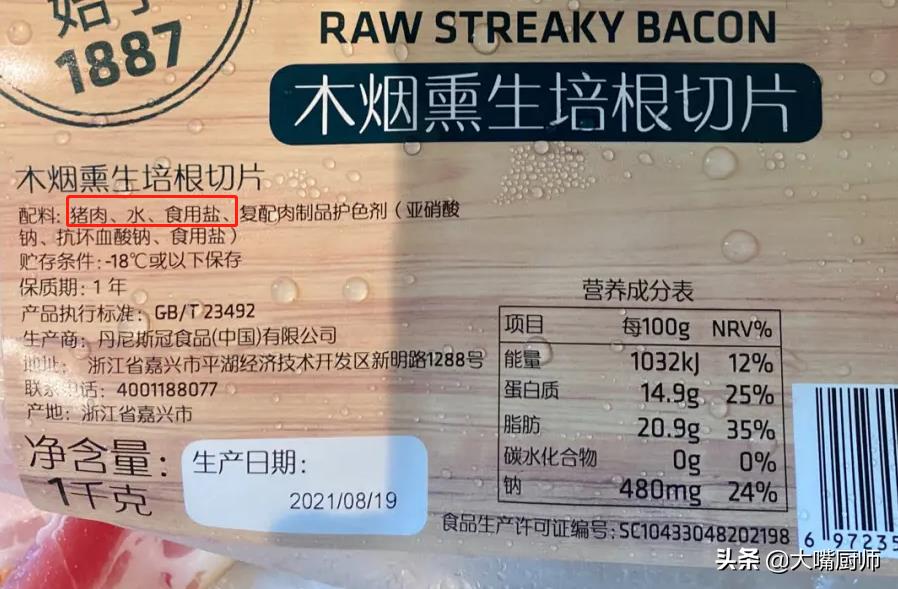 始于
1887
RAW STREAKY BACON
木烟熏生培根切片
木烟熏生培根切片
配料: 猪肉、水、食用盐、复配肉制品护色剂(亚硝酸
钠、抗坏血酸钠、食用盐)
贮存条件:-18℃或以下保存
保质期: 1 年
产品执行标准: GB/T 23492
生产商: 丹尼斯冠食品(中国)有限公司
地址: 浙江省嘉兴市平湖经济技术开发区新明路1288号
联系电话: 4001188077
产地: 浙江省嘉兴市
净含量:
1千克
生产日期:
2021/08/19
营养成分表
项目 每100g NRV%
能量 1032kJ 12%
蛋白质 14.9g 25%
脂肪 20.9g 35%
碳水化合物 0g 0%
钠 480mg 24%
食品生产许可证编号: SC10433048202198
6 97235
头条 @大嘴厨师